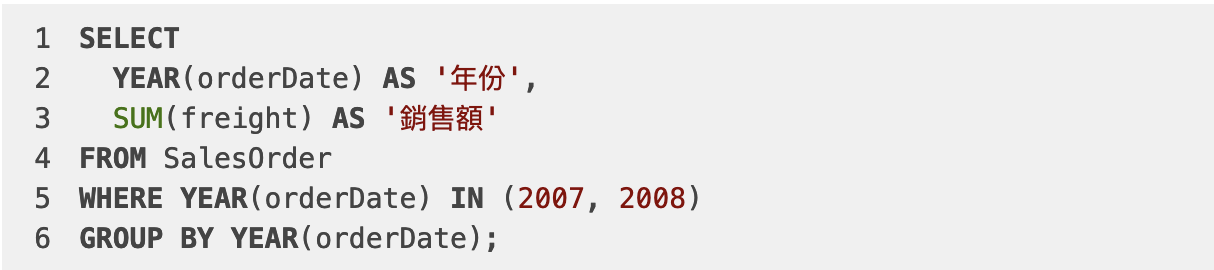 1 SELECT
2   YEAR(orderDate) AS '年份',
3   SUM(freight) AS '銷售額'
4 FROM SalesOrder
5 WHERE YEAR(orderDate) IN (2007, 2008)
6 GROUP BY YEAR(orderDate);